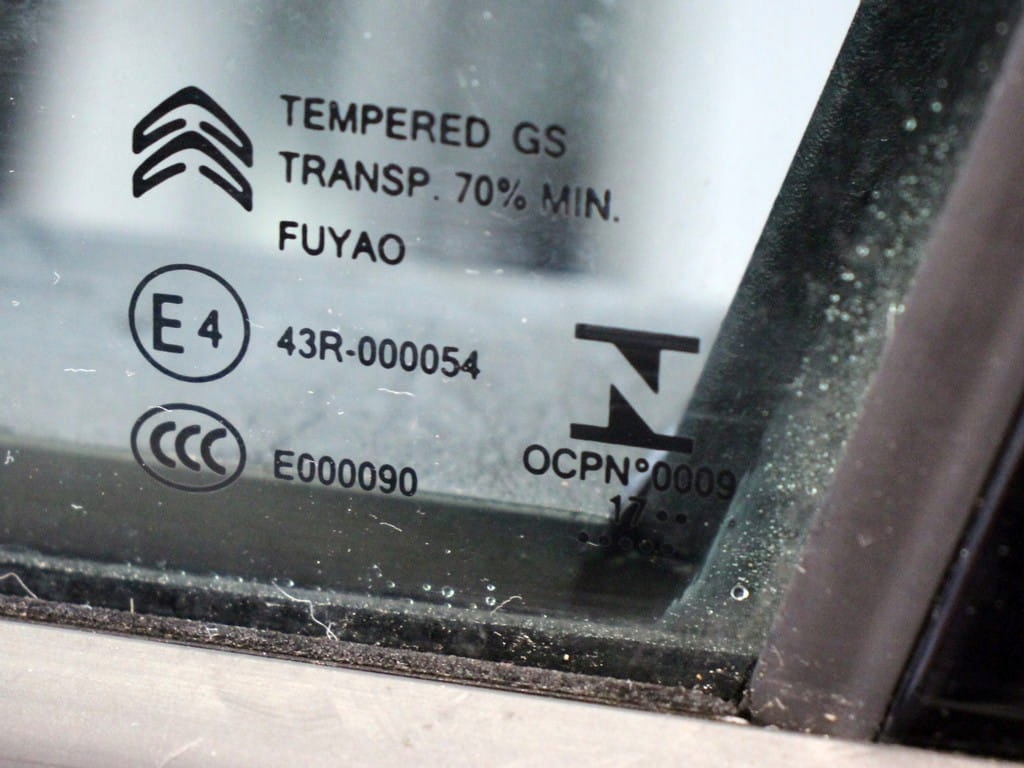 TEMPERED GS
TRANSP. 70% MIN.
FUYAO
E4 43R-000054
CCC E000090
N
OCPN°0009
17